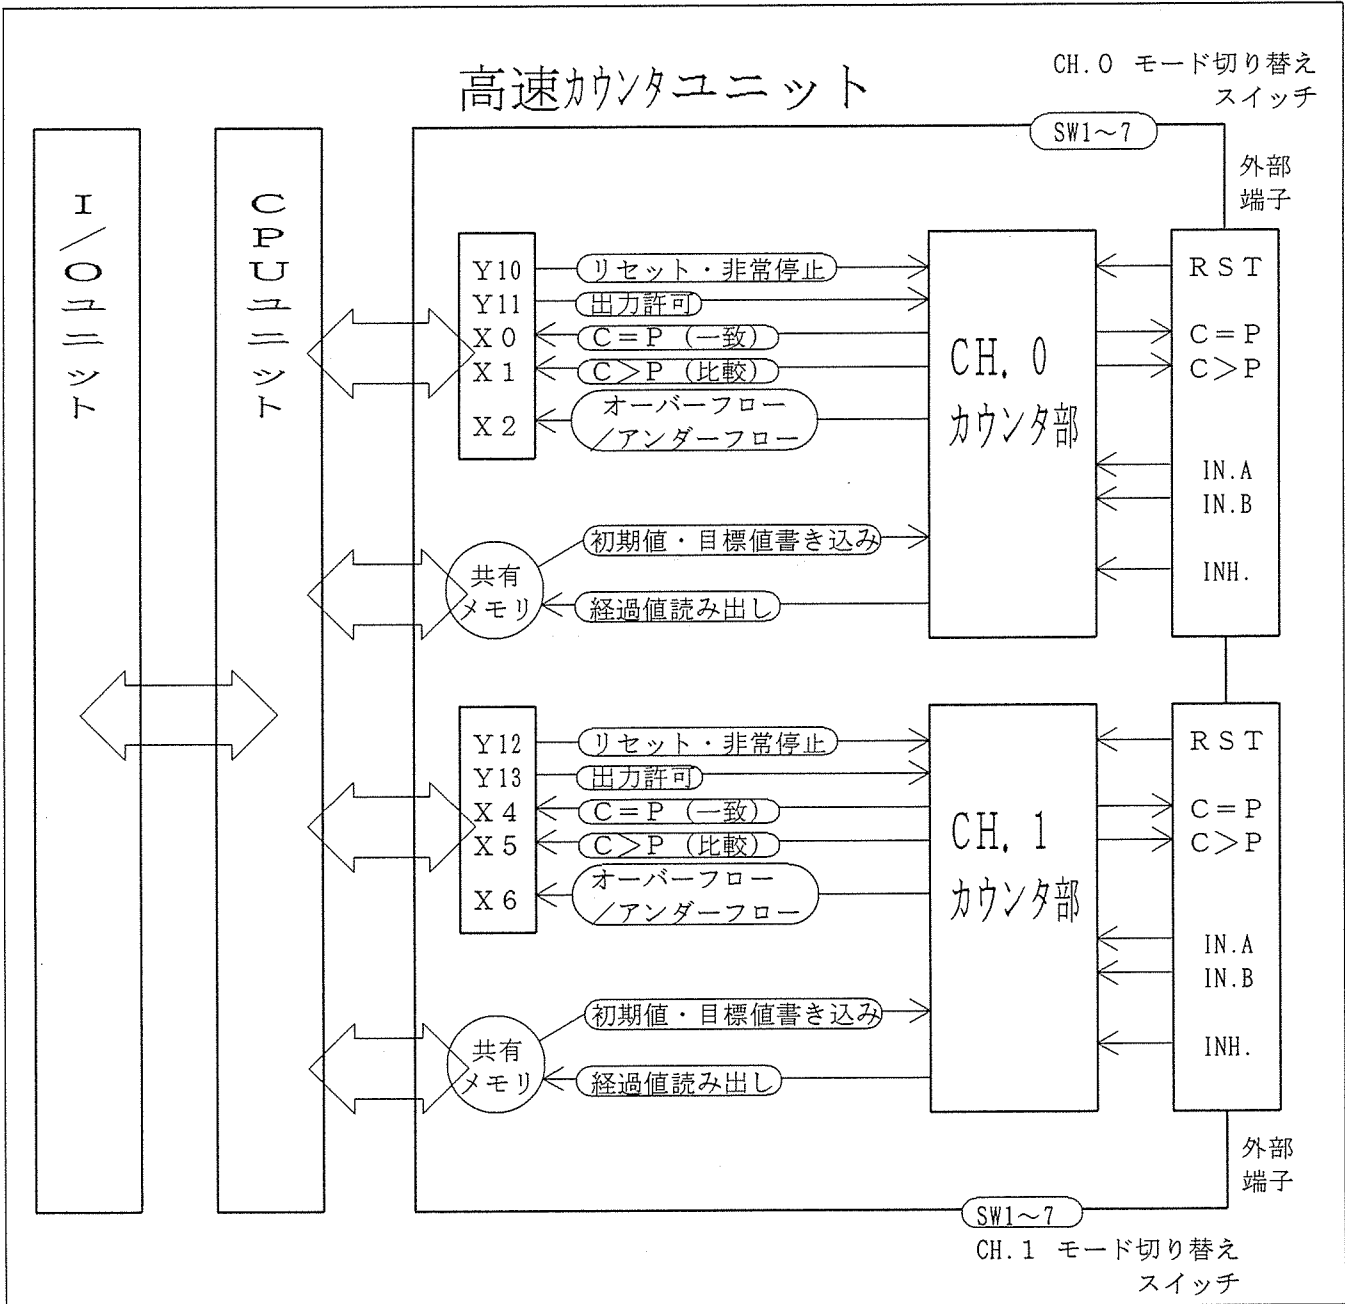 高速カウンタユニット
CH.0 モード切り替え
スイッチ
SW1～7
外部
端子
I/Oユニット
CPUユニット
Y10
リセット・非常停止
Y11
出力許可
X0
C=P (一致)
X1
C>P (比較)
X2
オーバーフロー
/アンダーフロー
CH.0
カウンタ部
RST
C=P
C>P
IN.A
IN.B
INH.
共有
メモリ
初期値・目標値書き込み
経過値読み出し
Y12
リセット・非常停止
Y13
出力許可
X4
C=P (一致)
X5
C>P (比較)
X6
オーバーフロー
/アンダーフロー
CH.1
カウンタ部
RST
C=P
C>P
IN.A
IN.B
INH.
共有
メモリ
初期値・目標値書き込み
経過値読み出し
外部
端子
SW1～7
CH.1 モード切り替え
スイッチ